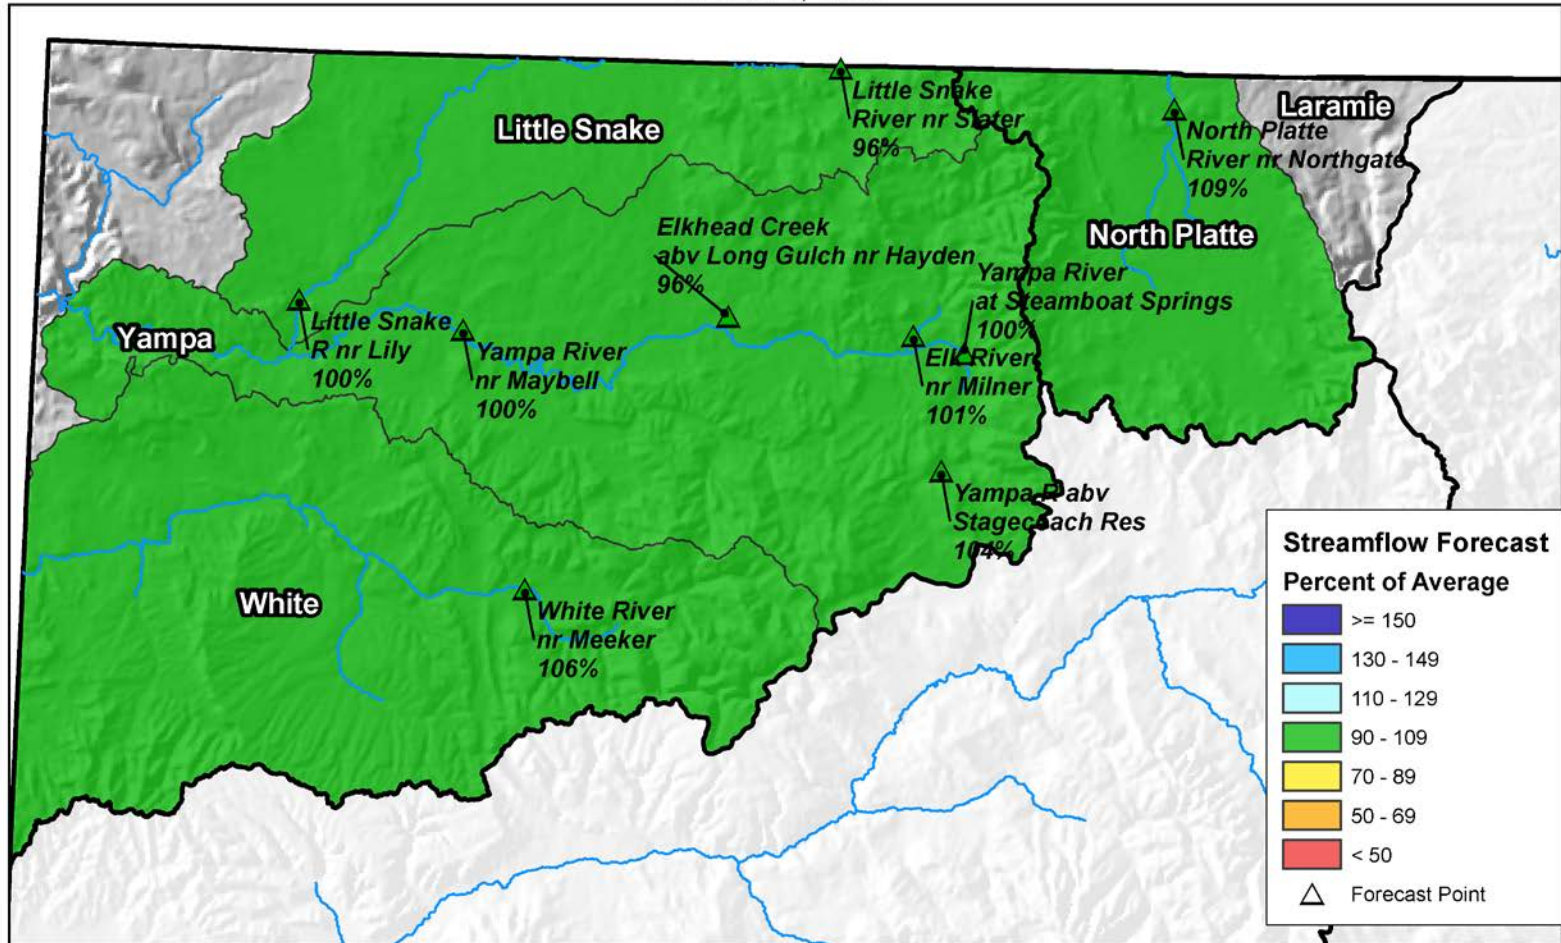 Little Snake
River nr Slater
96%
Laramie
North Platte
River nr Northgate
109%
Little Snake
North Platte
Elkhead Creek
abv Long Gulch nr Hayden
96%
Yampa River
at Steamboat Springs
100%
Yampa
Little Snake
R nr Lily
100%
Yampa River
nr Maybell
100%
Elk River
nr Milner
101%
Yampa R abv
Stagecoach Res
104%
White
White River
nr Meeker
106%
Streamflow Forecast
Percent of Average
>= 150
130 - 149
110 - 129
90 - 109
70 - 89
50 - 69
< 50
Forecast Point